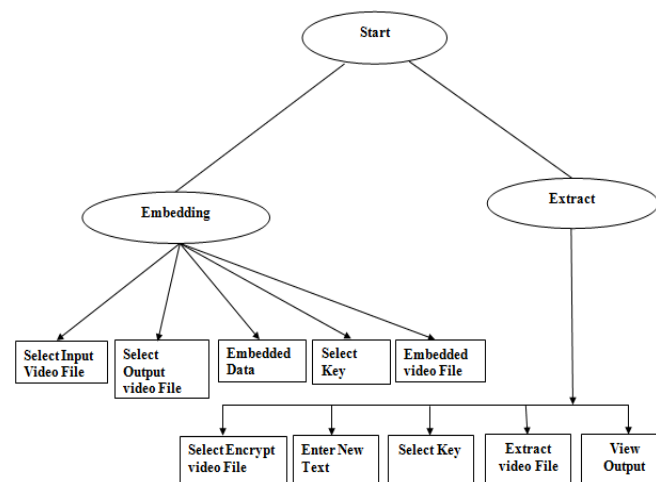 Start
Embedding
Extract
Select Input
Video File
Select
Output
video File
Embedded
Data
Select
Key
Embedded
video File
Select Encrypt
video File
Enter New
Text
Select Key
Extract
video File
View
Output